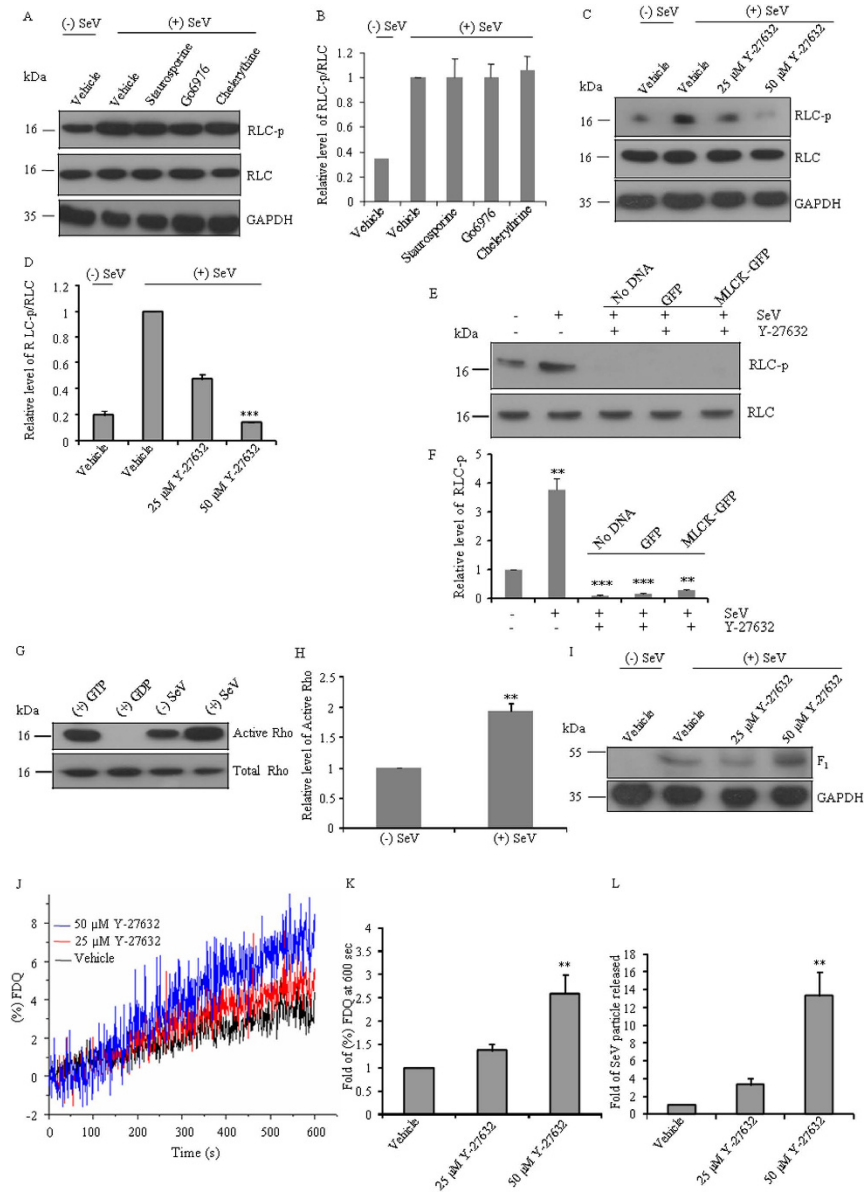 A
(-) SeV
(+) SeV
kDa
Vehicle
Vehicle
Staurosporine
Go6976
Chelerythine
16
RLC-p
16
RLC
35
GAPDH
B
(-) SeV
(+) SeV
Relative level of RLC-p/RLC
1.4
1.2
1
0.8
0.6
0.4
0.2
0
Vehicle
Vehicle
Staurosporine
Go6976
Chelerythrine
C
(-) SeV
(+) SeV
kDa
Vehicle
Vehicle
25 µM Y-27632
50 µM Y-27632
16
RLC-p
16
RLC
35
GAPDH
D
(-) SeV
(+) SeV
Relative level of R LC-p/RLC
1.2
1
0.8
0.6
0.4
0.2
0
***
Vehicle
Vehicle
25 µM Y-27632
50 µM Y-27632
E
No DNA
GFP
MLCK-GFP
- + + + + SeV
- - + + + Y-27632
kDa
16
RLC-p
16
RLC
F
Relative level of RLC-p
5
4
3
2
1
0
**
No DNA
GFP
MLCK-GFP
*** *** **
- + + + + SeV
- - + + + Y-27632
G
(+) GTP
(+) GDP
(-) SeV
(+) SeV
kDa
16
Active Rho
16
Total Rho
H
Relative level of Active Rho
2.5
2
1.5
1
0.5
0
**
(-) SeV
(+) SeV
I
(-) SeV
(+) SeV
kDa
Vehicle
Vehicle
25 µM Y-27632
50 µM Y-27632
55
F1
35
GAPDH
J
(%) FDQ
8
6
4
2
0
-2
50 µM Y-27632
25 µM Y-27632
Vehicle
0 100 200 300 400 500 600
Time (s)
K
Fold of (%) FDQ at 600 sec
4
3.5
3
2.5
2
1.5
1
0.5
0
**
Vehicle
25 µM Y-27632
50 µM Y-27632
L
Fold of SeV particle released
18
16
14
12
10
8
6
4
2
0
**
Vehicle
25 µM Y-27632
50 µM Y-27632